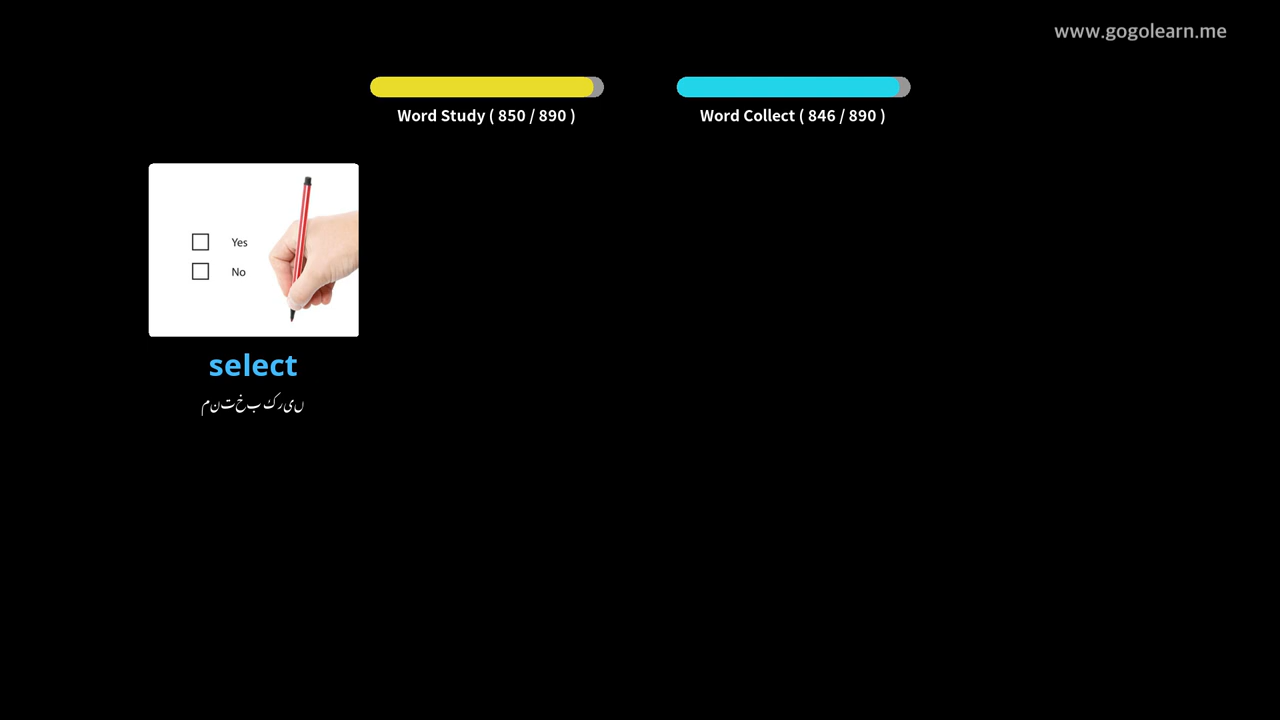 www.gogolearn.me
Word Study ( 850 / 890 )
Word Collect ( 846 / 890 )
Yes
No
select
منتخب کریں